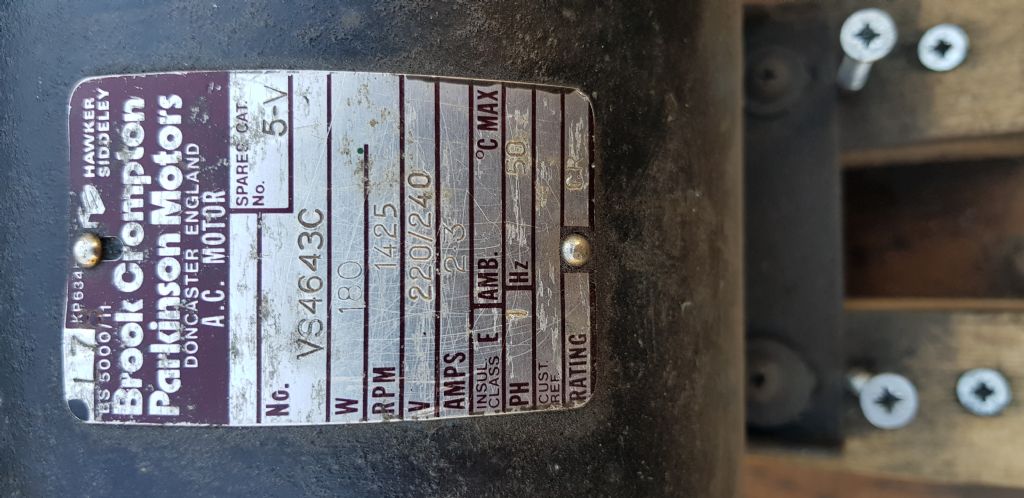 17
BS 5000/11 KP634
HAWKER SIDDELEY
Brook Crompton
Parkinson Motors
DONCASTER ENGLAND
A.C. MOTOR
SPARES CAT. No. 5-V
No. VS4643C
W 180
RPM 1425
V 220/240
AMPS 2·3
INSUL CLASS E AMB. °C MAX
PH 1 Hz 50
CUST REF.
RATING CR